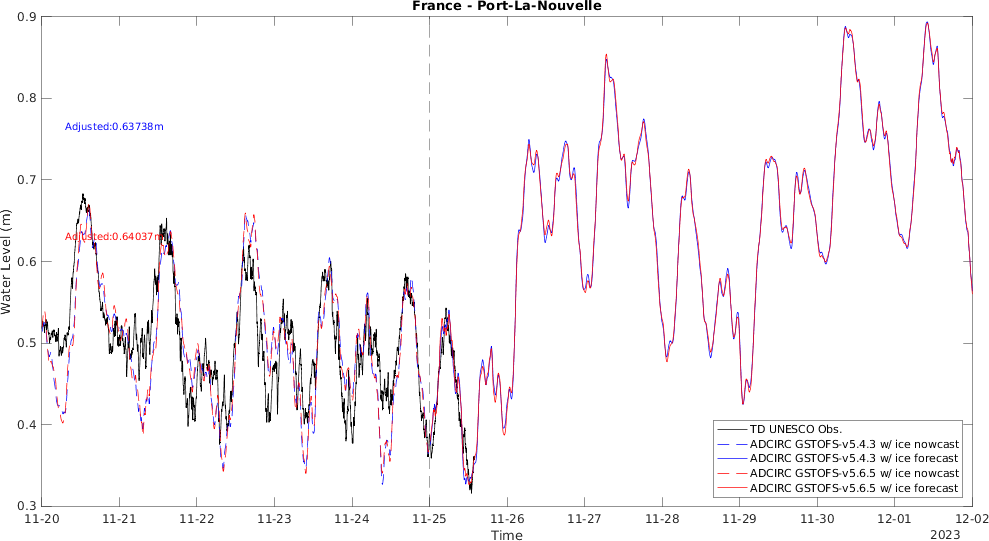 France - Port-La-Nouvelle
0.9
0.8
0.7
0.6
0.5
0.4
0.3
Water Level (m)
Adjusted:0.63738m
Adjusted:0.64037m
TD UNESCO Obs.
ADCIRC GSTOFS-v5.4.3 w/ ice nowcast
ADCIRC GSTOFS-v5.4.3 w/ ice forecast
ADCIRC GSTOFS-v5.6.5 w/ ice nowcast
ADCIRC GSTOFS-v5.6.5 w/ ice forecast
11-20 11-21 11-22 11-23 11-24 11-25 11-26 11-27 11-28 11-29 11-30 12-01 12-02
Time
2023